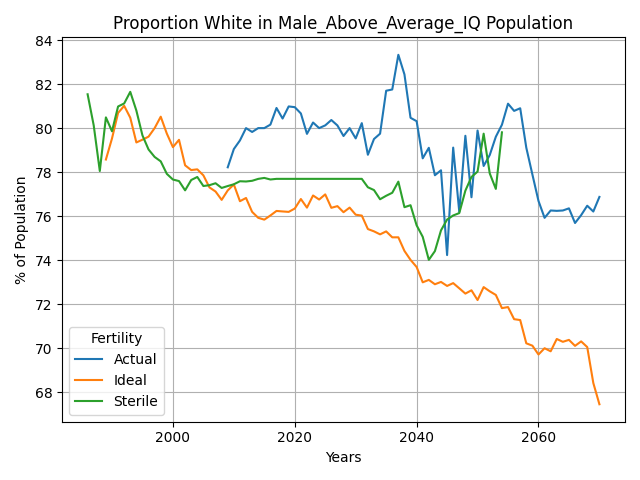 Proportion White in Male_Above_Average_IQ Population
% of Population
84
82
80
78
76
74
72
70
68
Fertility
Actual
Ideal
Sterile
2000
2020
2040
2060
Years